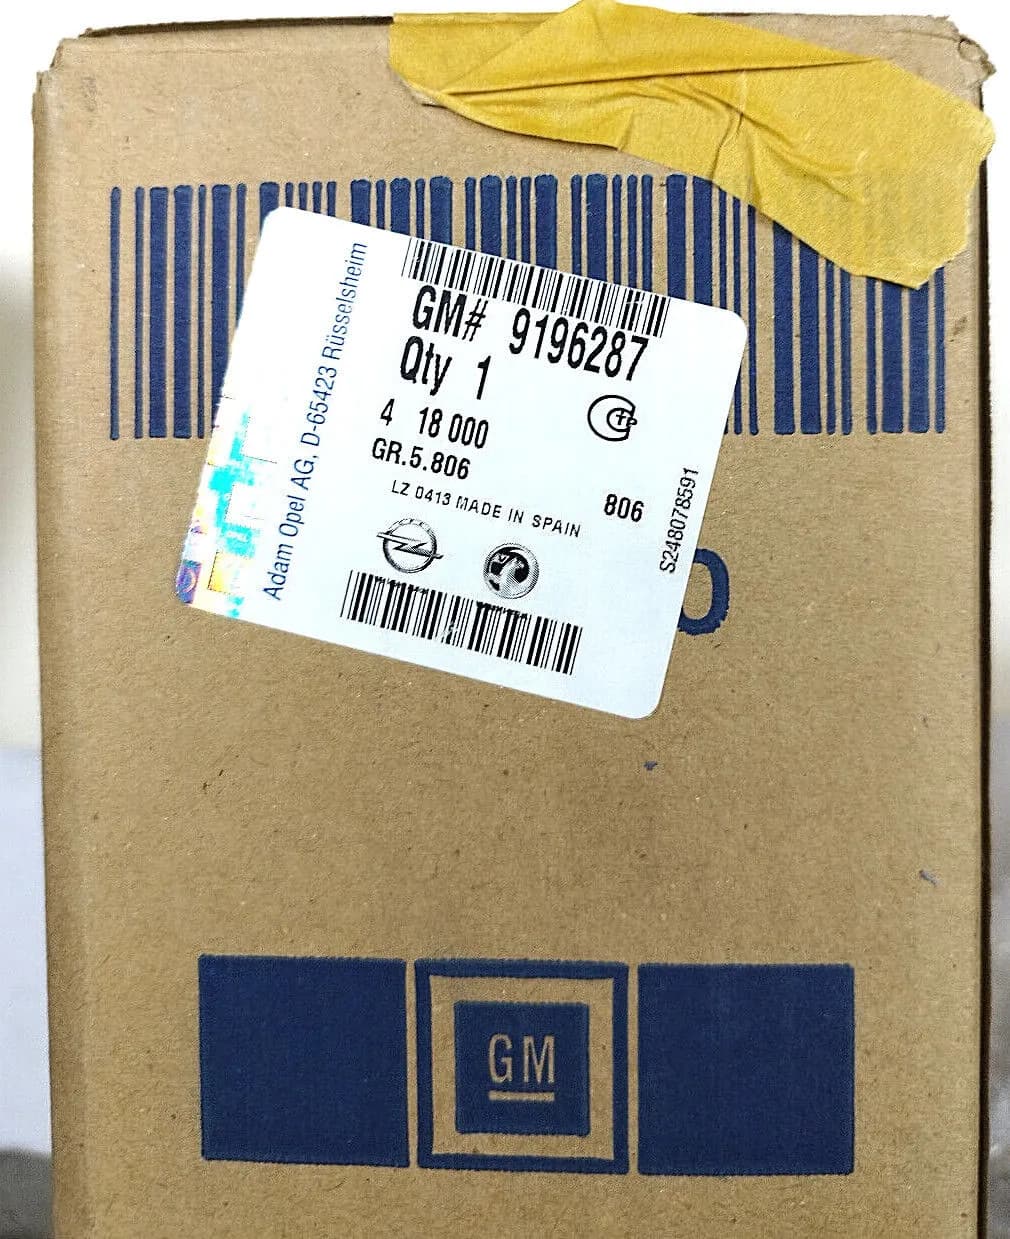 GM# 9196287
Qty 1
4 18 000
GR.5.806
806
LZ 0413 MADE IN SPAIN
Adam Opel AG, D-65423 Rüsselsheim
S248078591
GM